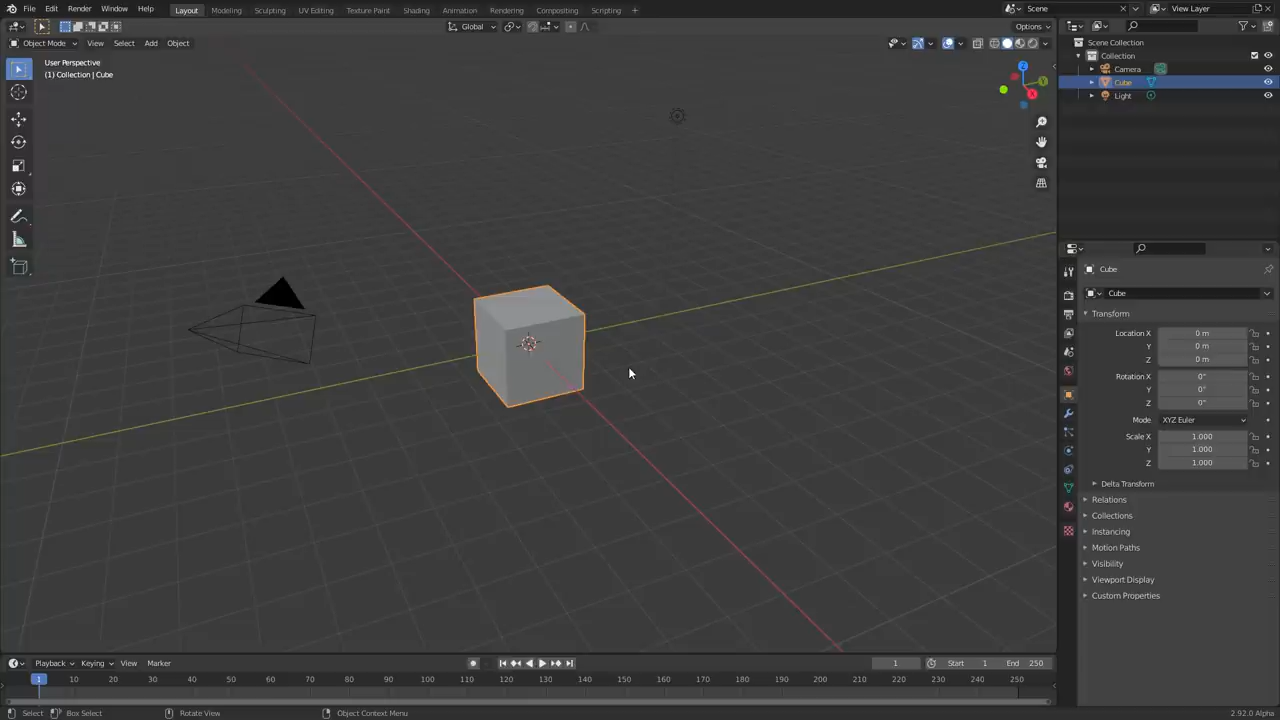 File Edit Render Window Help Layout Modeling Sculpting UV Editing Texture Paint Shading Animation Rendering Compositing Scripting + Scene View Layer
Global Options
Object Mode View Select Add Object
User Perspective
(1) Collection | Cube
Z
Y
X
Scene Collection
Collection
Camera
Cube
Light
Cube
Cube
Transform
Location X 0 m
Y 0 m
Z 0 m
Rotation X 0°
Y 0°
Z 0°
Mode XYZ Euler
Scale X 1.000
Y 1.000
Z 1.000
Delta Transform
Relations
Collections
Instancing
Motion Paths
Visibility
Viewport Display
Custom Properties
Playback Keying View Marker 1 Start 1 End 250
1 10 20 30 40 50 60 70 80 90 100 110 120 130 140 150 160 170 180 190 200 210 220 230 240 250
Select Box Select Rotate View Object Context Menu 2.92.0 Alpha